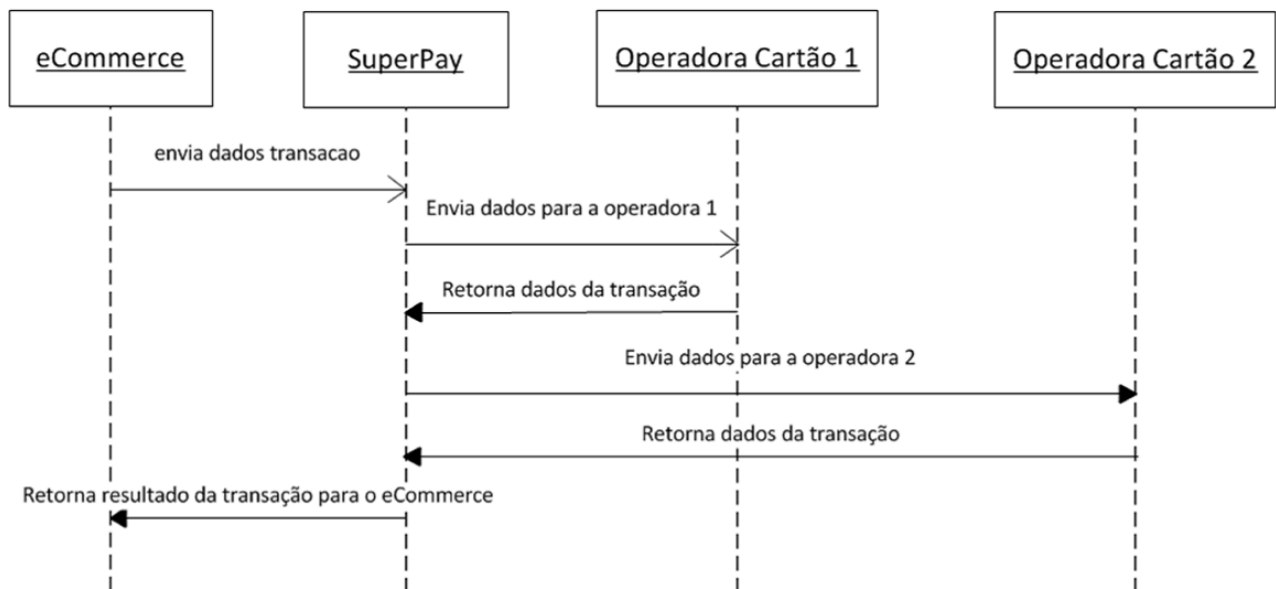 eCommerce
SuperPay
Operadora Cartão 1
Operadora Cartão 2
envia dados transacao
Envia dados para a operadora 1
Retorna dados da transação
Envia dados para a operadora 2
Retorna dados da transação
Retorna resultado da transação para o eCommerce